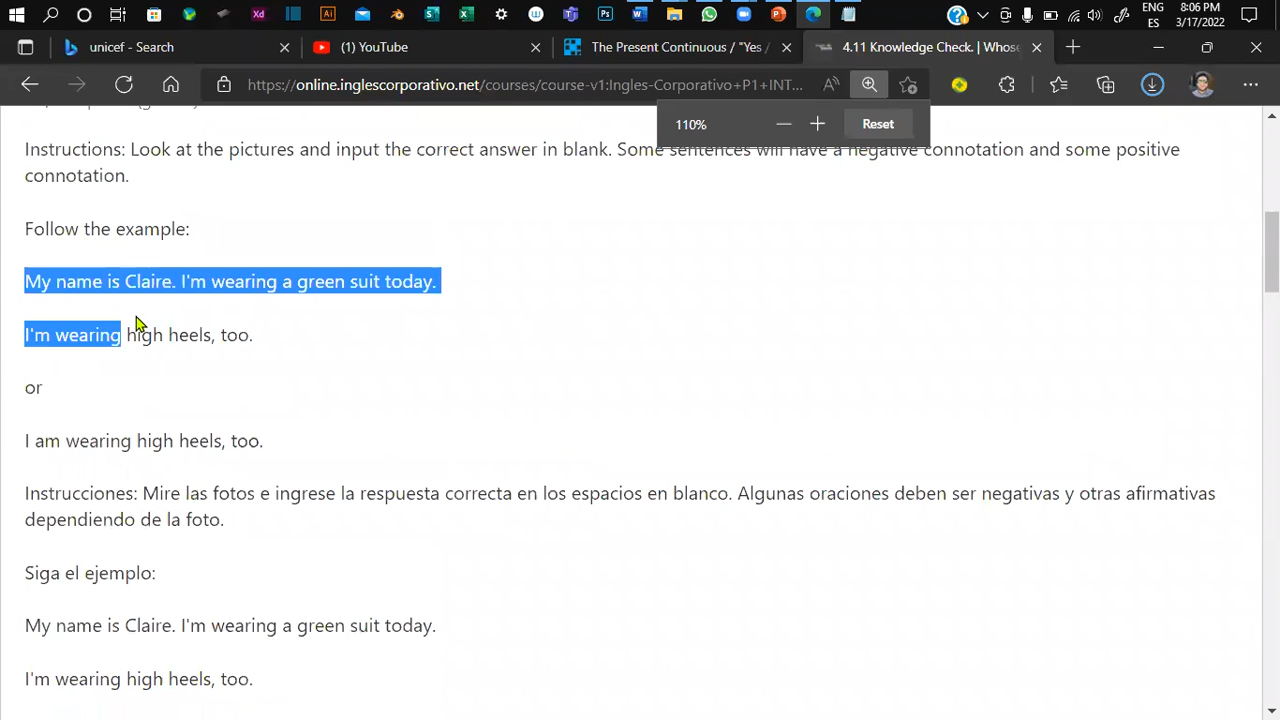 8:06 PM
ENG
ES
3/17/2022
unicef - Search
(1) YouTube
The Present Continuous / "Yes /
4.11 Knowledge Check. | Whose
https://online.inglescorporativo.net/courses/course-v1:Ingles-Corporativo+P1+INT...
110%
Reset
Instructions: Look at the pictures and input the correct answer in blank. Some sentences will have a negative connotation and some positive
connotation.
Follow the example:
My name is Claire. I'm wearing a green suit today.
I'm wearing high heels, too.
or
I am wearing high heels, too.
Instrucciones: Mire las fotos e ingrese la respuesta correcta en los espacios en blanco. Algunas oraciones deben ser negativas y otras afirmativas
dependiendo de la foto.
Siga el ejemplo:
My name is Claire. I'm wearing a green suit today.
I'm wearing high heels, too.